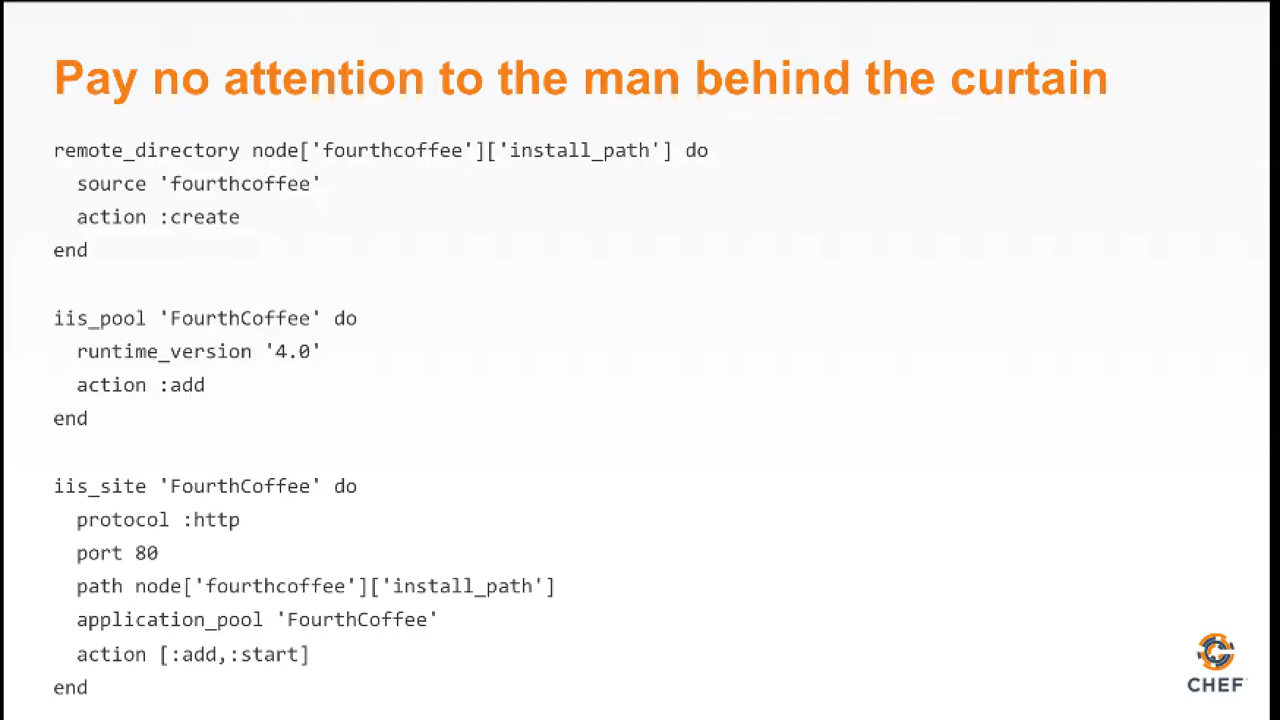 Pay no attention to the man behind the curtain
remote_directory node['fourthcoffee']['install_path'] do
  source 'fourthcoffee'
  action :create
end
iis_pool 'FourthCoffee' do
  runtime_version '4.0'
  action :add
end
iis_site 'FourthCoffee' do
  protocol :http
  port 80
  path node['fourthcoffee']['install_path']
  application_pool 'FourthCoffee'
  action [:add,:start]
end
CHEF